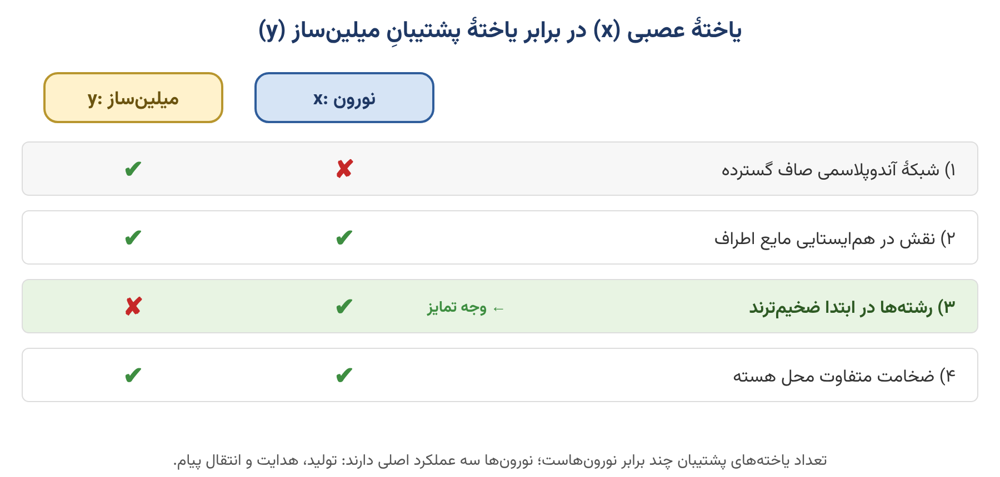 یاختهٔ عصبی (x) در برابر یاختهٔ پشتیبانِ میلین‌ساز (y)
x: نورون
y: میلین‌ساز
۱) شبکهٔ آندوپلاسمی صاف گسترده ✘ ✔
۲) نقش در هم‌ایستایی مایع اطراف ✔ ✔
۳) رشته‌ها در ابتدا ضخیم‌ترند ← وجه تمایز ✔ ✘
۴) ضخامت متفاوت محل هسته ✔ ✔
تعداد یاخته‌های پشتیبان چند برابر نورون‌هاست؛ نورون‌ها سه عملکرد اصلی دارند: تولید، هدایت و انتقال پیام.